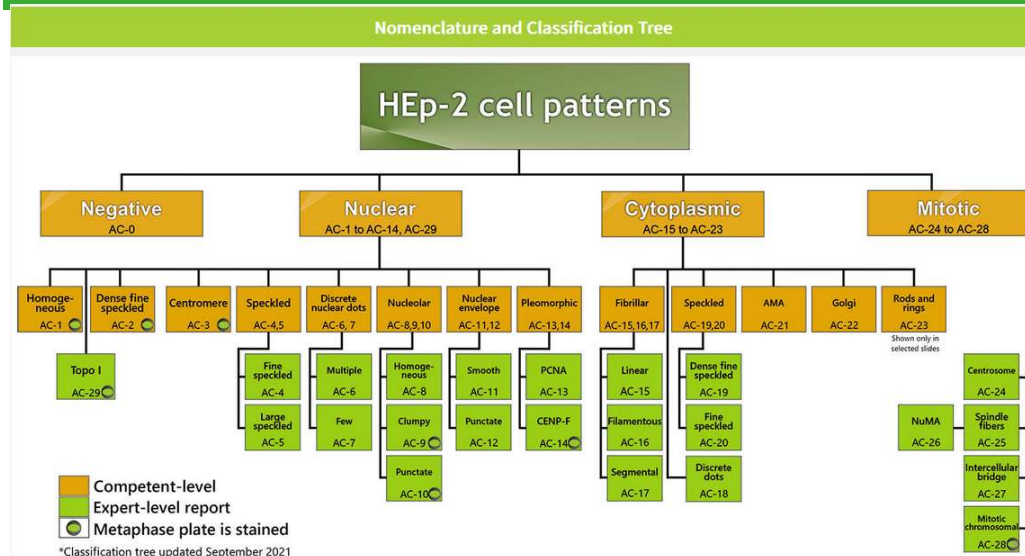 Nomenclature and Classification Tree
HEp-2 cell patterns
Negative
AC-0
Nuclear
AC-1 to AC-14, AC-29
Cytoplasmic
AC-15 to AC-23
Mitotic
AC-24 to AC-28
Homoge-
neous
AC-1
Dense fine
speckled
AC-2
Centromere
AC-3
Speckled
AC-4,5
Discrete
nuclear dots
AC-6, 7
Nucleolar
AC-8,9,10
Nuclear
envelope
AC-11,12
Pleomorphic
AC-13,14
Fibrillar
AC-15,16,17
Speckled
AC-19,20
AMA
AC-21
Golgi
AC-22
Rods and
rings
AC-23
Shown only in
selected slides
Topo I
AC-29
Fine
speckled
AC-4
Large
speckled
AC-5
Multiple
AC-6
Few
AC-7
Homoge-
neous
AC-8
Clumpy
AC-9
Punctate
AC-10
Smooth
AC-11
Punctate
AC-12
PCNA
AC-13
CENP-F
AC-14
Linear
AC-15
Filamentous
AC-16
Segmental
AC-17
Dense fine
speckled
AC-19
Fine
speckled
AC-20
Discrete
dots
AC-18
Centrosome
AC-24
NuMA
AC-26
Spindle
fibers
AC-25
Intercellular
bridge
AC-27
Mitotic
chromosomal
AC-28
Competent-level
Expert-level report
Metaphase plate is stained
*Classification tree updated September 2021